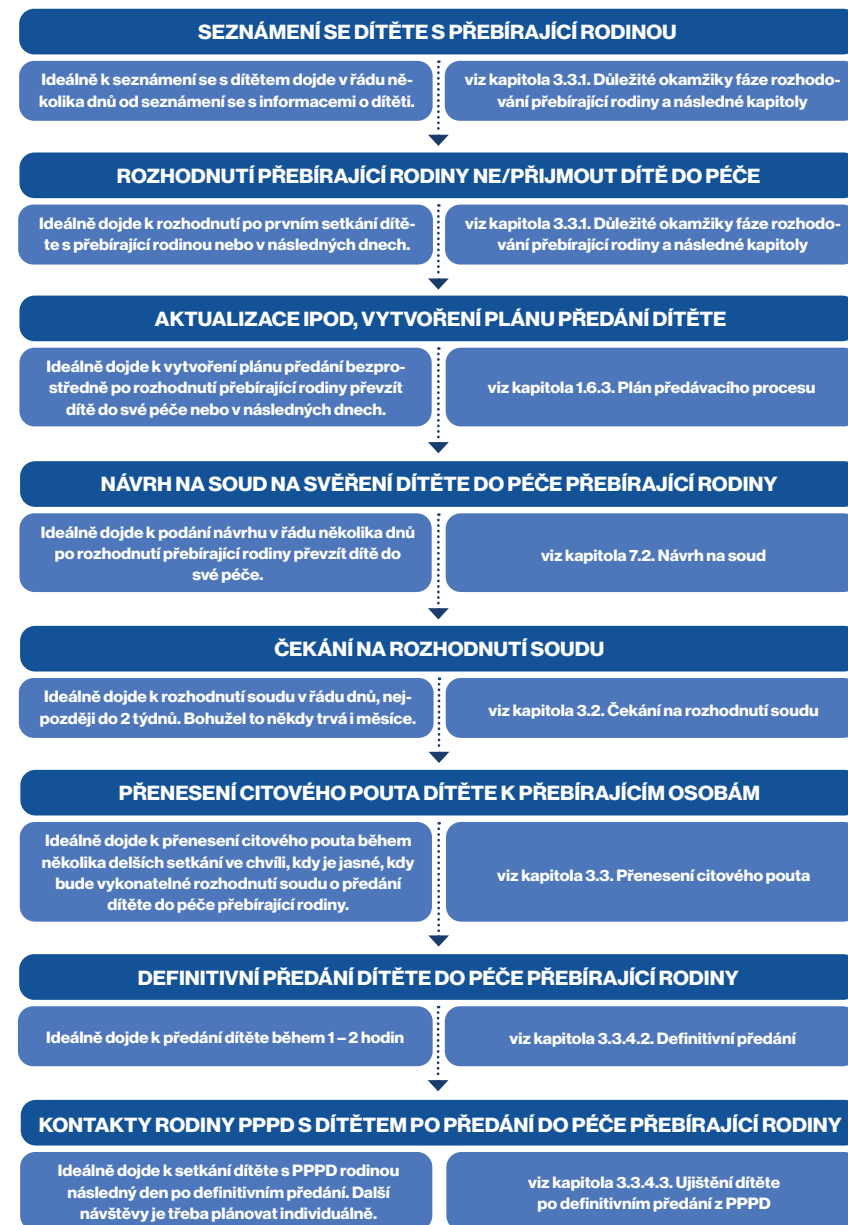 SEZNÁMENÍ SE DÍTĚTE S PŘEBÍRAJÍCÍ RODINOU
Ideálně k seznámení se s dítětem dojde v řádu ně-
kolika dnů od seznámení se s informacemi o dítěti.
viz kapitola 3.3.1. Důležité okamžiky fáze rozhodo-
vání přebírající rodiny a následné kapitoly
ROZHODNUTÍ PŘEBÍRAJÍCÍ RODINY NE/PŘIJMOUT DÍTĚ DO PÉČE
Ideálně dojde k rozhodnutí po prvním setkání dítě-
te s přebírající rodinou nebo v následných dnech.
viz kapitola 3.3.1. Důležité okamžiky fáze rozhodo-
vání přebírající rodiny a následné kapitoly
AKTUALIZACE IPOD, VYTVOŘENÍ PLÁNU PŘEDÁNÍ DÍTĚTE
Ideálně dojde k vytvoření plánu předání bezpro-
středně po rozhodnutí přebírající rodiny převzít
dítě do své péče nebo v následných dnech.
viz kapitola 1.6.3. Plán předávacího procesu
NÁVRH NA SOUD NA SVĚŘENÍ DÍTĚTE DO PÉČE PŘEBÍRAJÍCÍ RODINY
Ideálně dojde k podání návrhu v řádu několika dnů
po rozhodnutí přebírající rodiny převzít dítě do
své péče.
viz kapitola 7.2. Návrh na soud
ČEKÁNÍ NA ROZHODNUTÍ SOUDU
Ideálně dojde k rozhodnutí soudu v řádu dnů, nej-
později do 2 týdnů. Bohužel to někdy trvá i měsíce.
viz kapitola 3.2. Čekání na rozhodnutí soudu
PŘENESENÍ CITOVÉHO POUTA DÍTĚTE K PŘEBÍRAJÍCÍM OSOBÁM
Ideálně dojde k přenesení citového pouta během
několika delších setkání ve chvíli, kdy je jasné, kdy
bude vykonatelné rozhodnutí soudu o předání
dítěte do péče přebírající rodiny.
viz kapitola 3.3. Přenesení citového pouta
DEFINITIVNÍ PŘEDÁNÍ DÍTĚTE DO PÉČE PŘEBÍRAJÍCÍ RODINY
Ideálně dojde k předání dítěte během 1 – 2 hodin
viz kapitola 3.3.4.2. Definitivní předání
KONTAKTY RODINY PPPD S DÍTĚTEM PO PŘEDÁNÍ DO PÉČE PŘEBÍRAJÍCÍ RODINY
Ideálně dojde k setkání dítěte s PPPD rodinou
následný den po definitivním předání. Další
návštěvy je třeba plánovat individuálně.
viz kapitola 3.3.4.3. Ujištění dítěte
po definitivním předání z PPPD